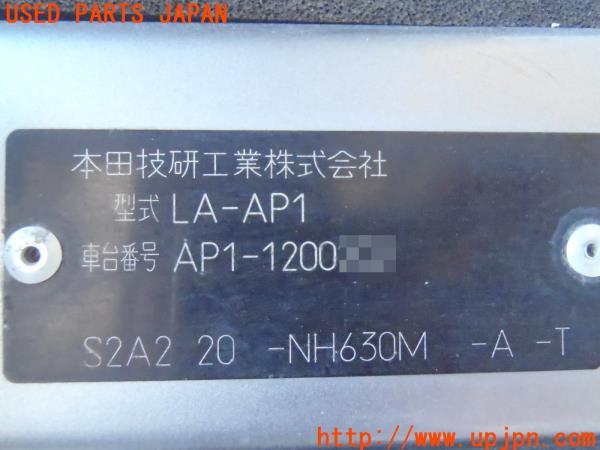 USED PARTS JAPAN
本田技研工業株式会社
型式 LA-AP1
車台番号 AP1-1200
S2A2 20 -NH630M -A -T
http://www.upjpn.com